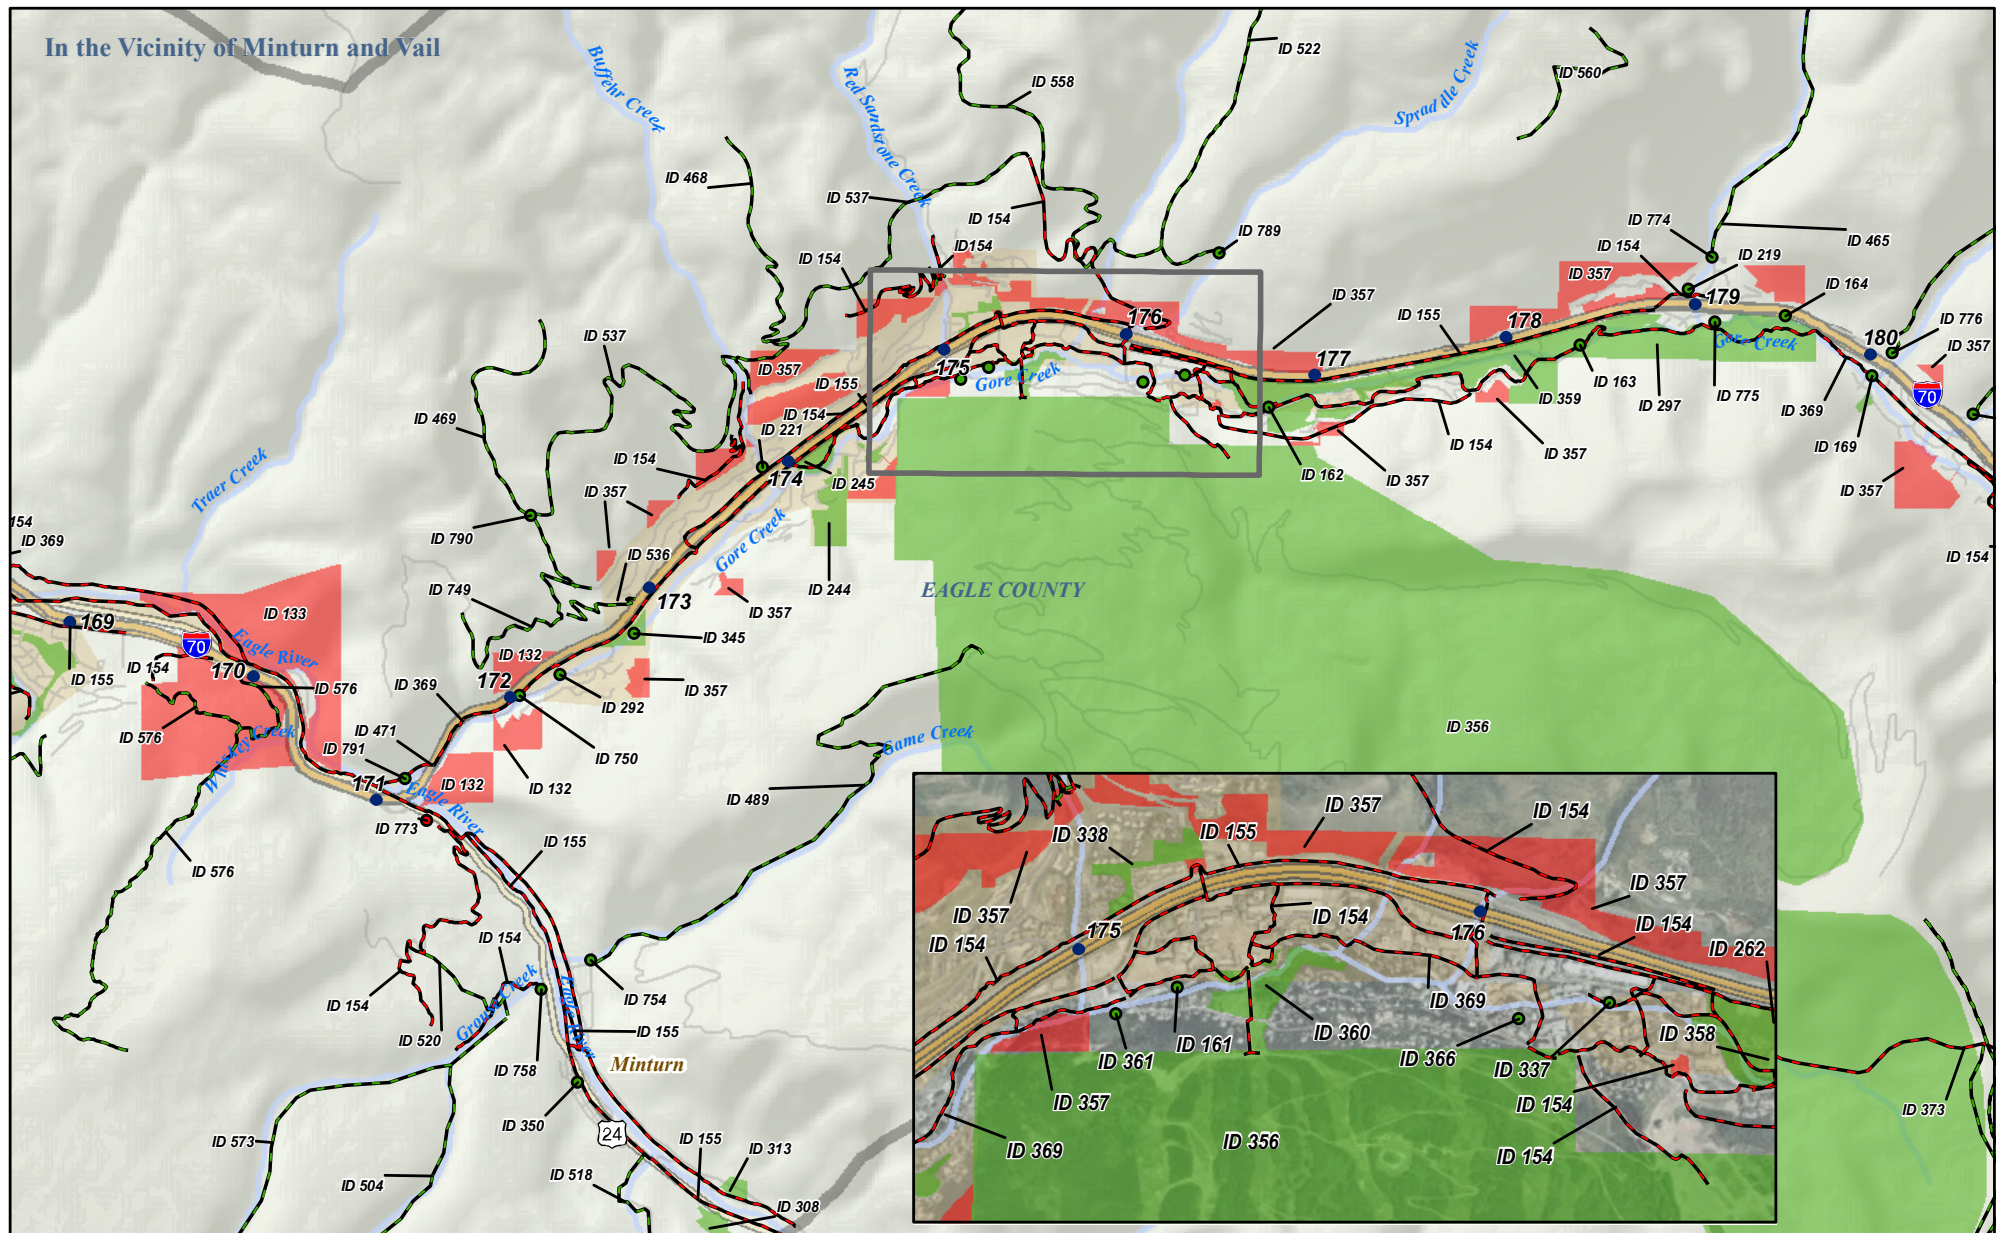 In the Vicinity of Minturn and Vail
Buffehr Creek
Red Sandstone Creek
Spraddle Creek
ID 522
ID 558
ID 560
ID 468
ID 537
ID 154
ID 154
ID 154
ID 789
ID 774
ID 154
ID 219
ID 465
ID 357
ID 164
ID 357
ID 155
178
179
180
ID 776
ID 357
70
Gore Creek
176
177
175
Gore Creek
ID 357
ID 155
ID 154
ID 221
ID 537
ID 469
ID 154
ID 357
174
ID 245
ID 163
ID 359
ID 297
ID 775
ID 369
ID 169
ID 357
ID 154
ID 357
ID 357
ID 162
ID 357
ID 154
Traer Creek
ID 790
Gore Creek
154
ID 369
ID 536
ID 749
173
ID 357
ID 244
EAGLE COUNTY
ID 133
169
70
Eagle River
ID 345
ID 132
ID 154
170
ID 155
ID 576
ID 369
172
ID 357
ID 292
ID 576
Whiskey Creek
ID 471
ID 791
ID 750
Game Creek
ID 356
171
ID 132
ID 132
Eagle River
ID 489
ID 773
ID 155
ID 576
ID 154
ID 154
Grouse Creek
ID 520
Eagle River
ID 754
ID 155
ID 758
Minturn
ID 350
24
ID 573
ID 504
ID 518
ID 155
ID 313
ID 308
ID 373
ID 357
ID 154
ID 338
ID 155
ID 357
ID 357
ID 154
ID 154
ID 154
175
176
ID 262
ID 369
ID 360
ID 161
ID 361
ID 366
ID 337
ID 358
ID 357
ID 154
ID 369
ID 356
ID 154